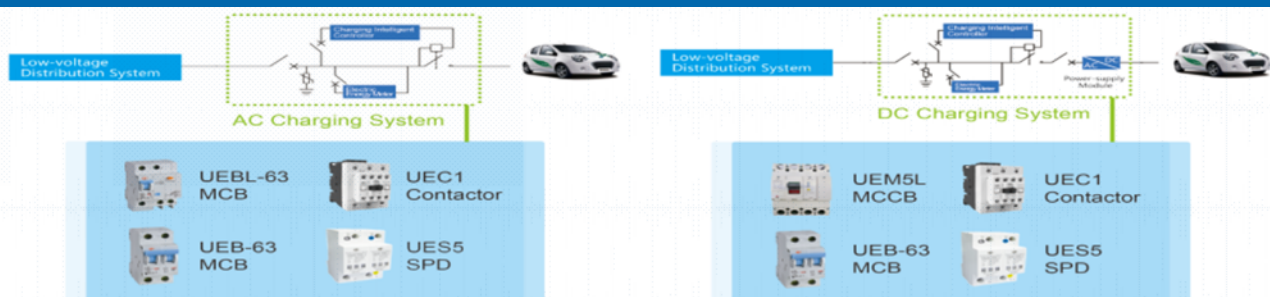 Charging Intelligent
Controller
Low-voltage
Distribution System
Electric
Energy Meter
AC Charging System
UEBL-63
MCB
UEC1
Contactor
UEB-63
MCB
UES5
SPD
Charging Intelligent
Controller
Low-voltage
Distribution System
DC
AC
Power-supply
Module
Electric
Energy Meter
DC Charging System
UEM5L
MCCB
UEC1
Contactor
UEB-63
MCB
UES5
SPD